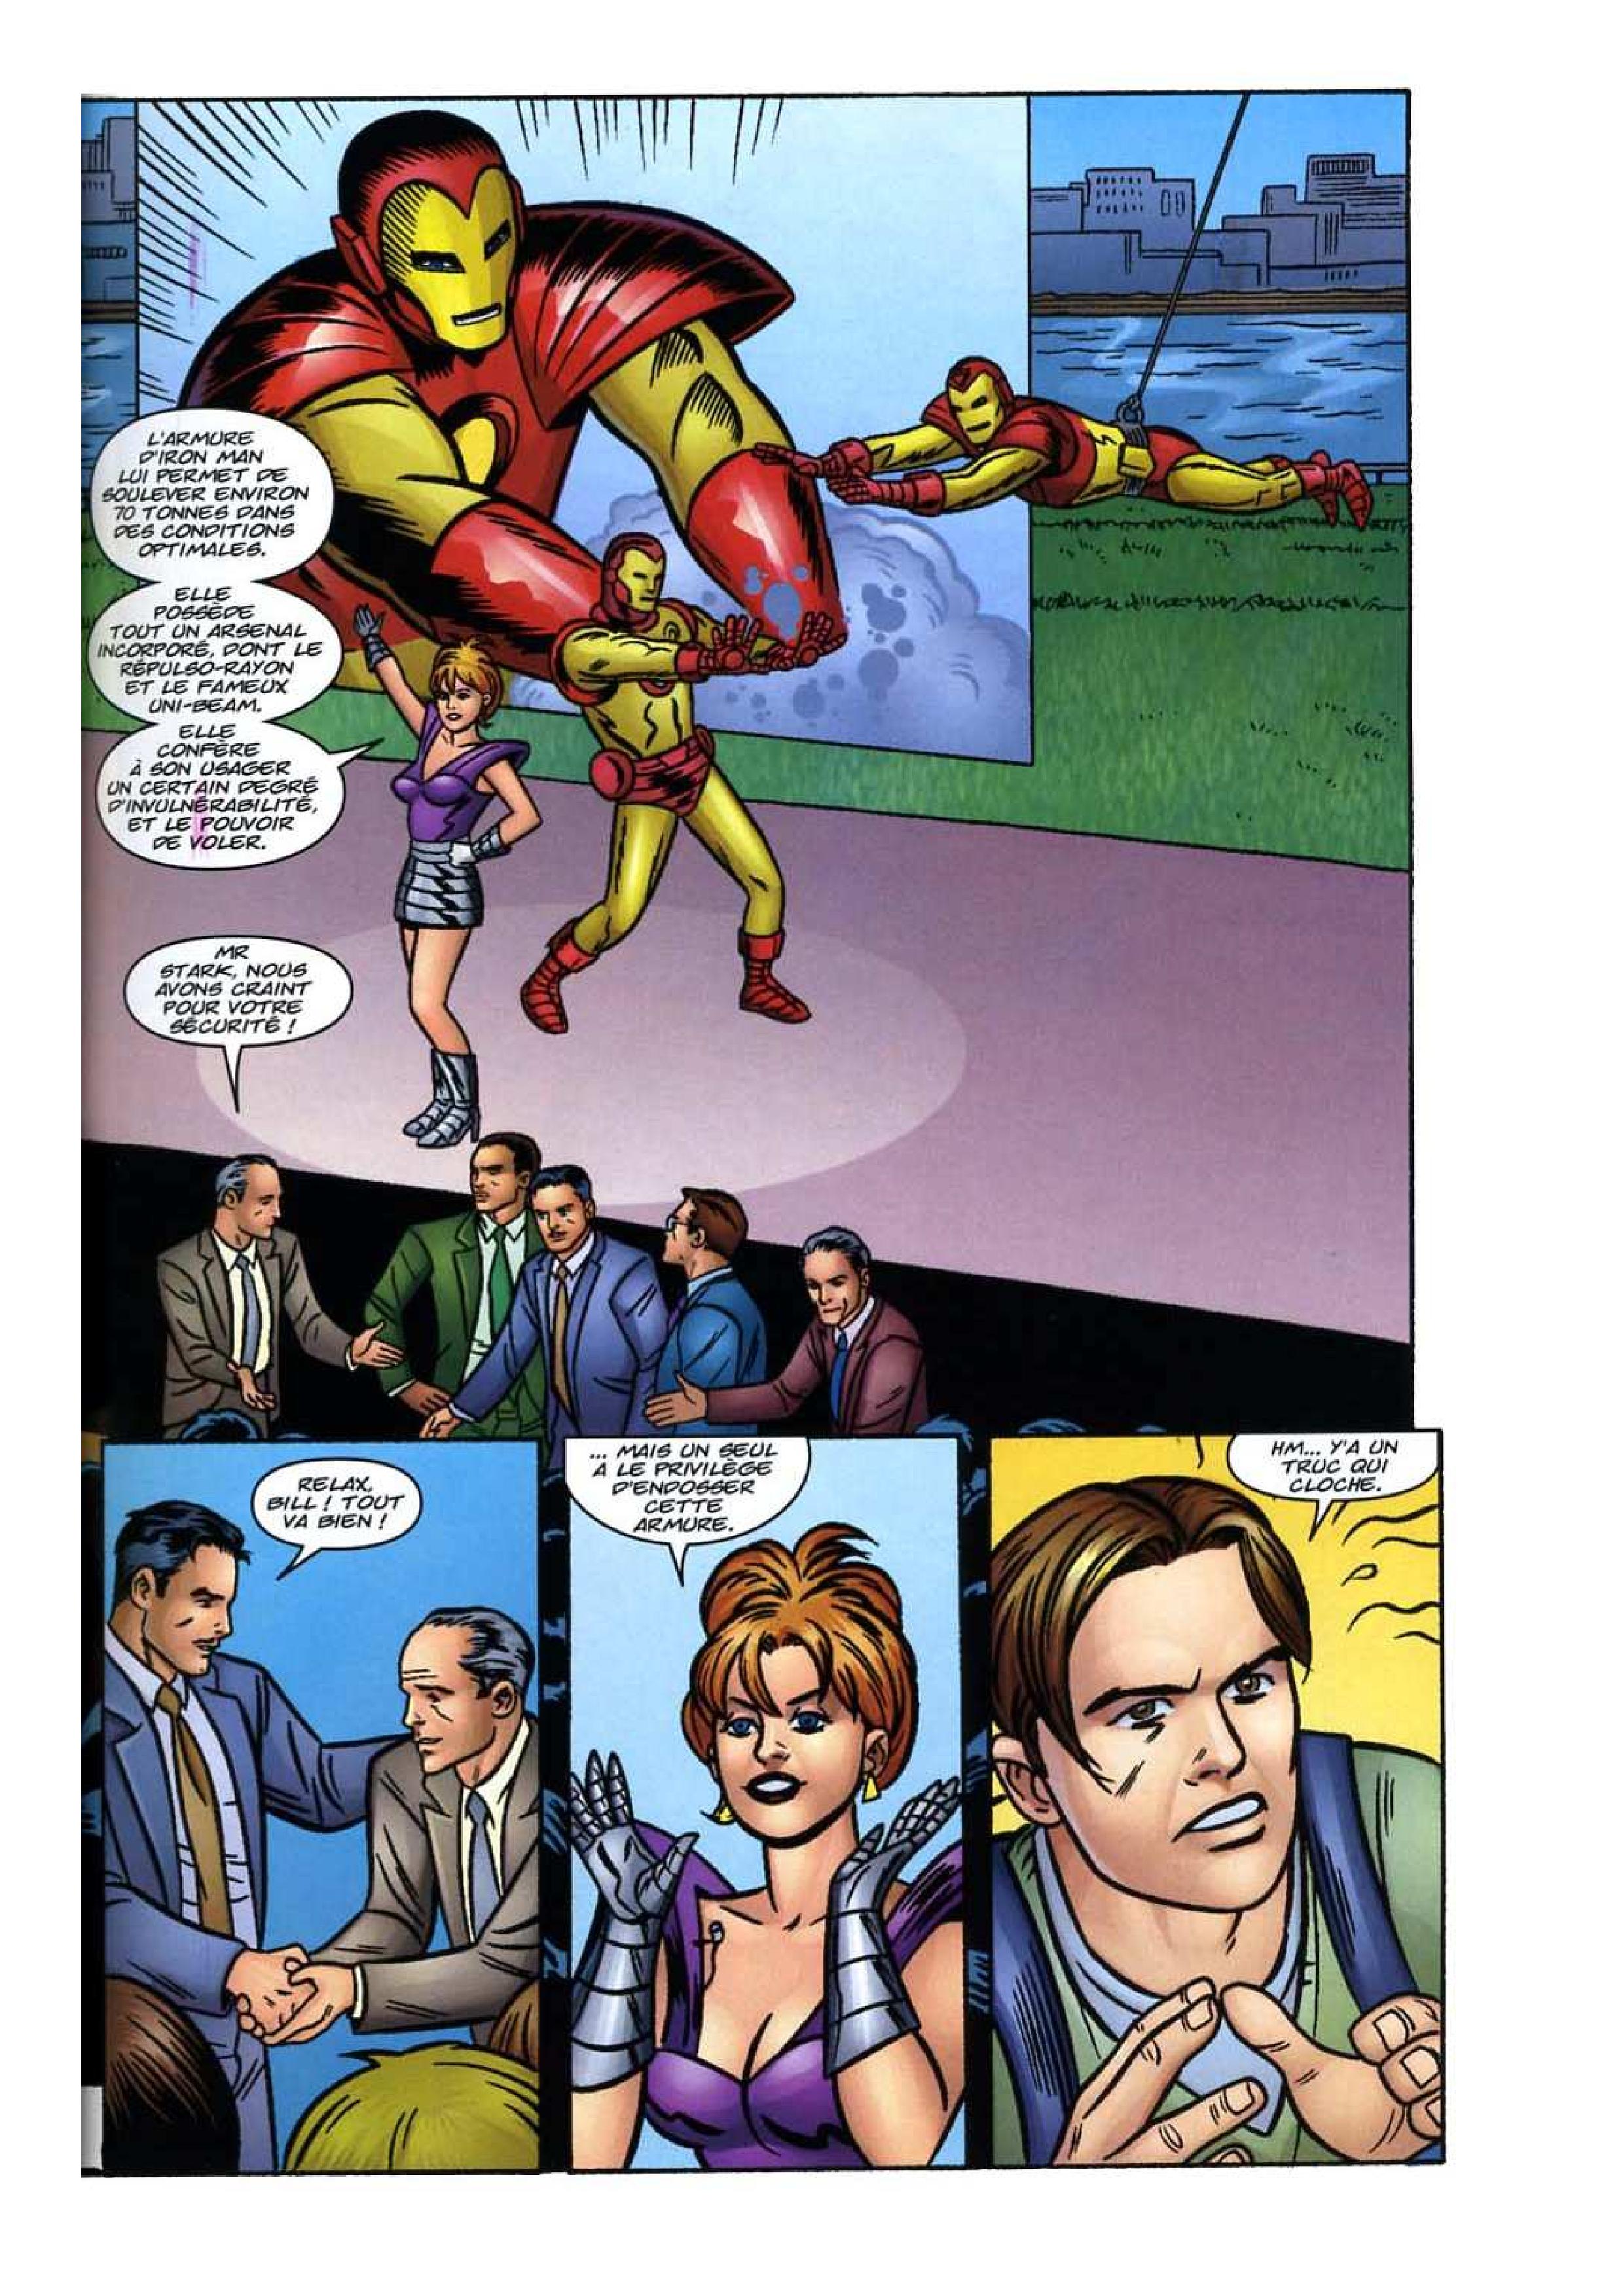 L'ARMURE
D'IRON MAN
LUI PERMET DE
SOULEVER ENVIRON
70 TONNES DANS
DES CONDITIONS
OPTIMALES.
ELLE
POSSÈDE
TOUT UN ARSENAL
INCORPORÉ, DONT LE
RÉPULSO-RAYON
ET LE FAMEUX
UNI-BEAM.
ELLE
CONFÈRE
À SON USAGER
UN CERTAIN DEGRÉ
D'INVULNÉRABILITÉ,
ET LE POUVOIR
DE VOLER.
MR
STARK, NOUS
AVONS CRAINT
POUR VOTRE
SÉCURITÉ !
RELAX,
BILL ! TOUT
VA BIEN !
... MAIS UN SEUL
A LE PRIVILÈGE
D'ENDOSSER
CETTE
ARMURE.
HM... Y'A UN
TRUC QUI
CLOCHE.